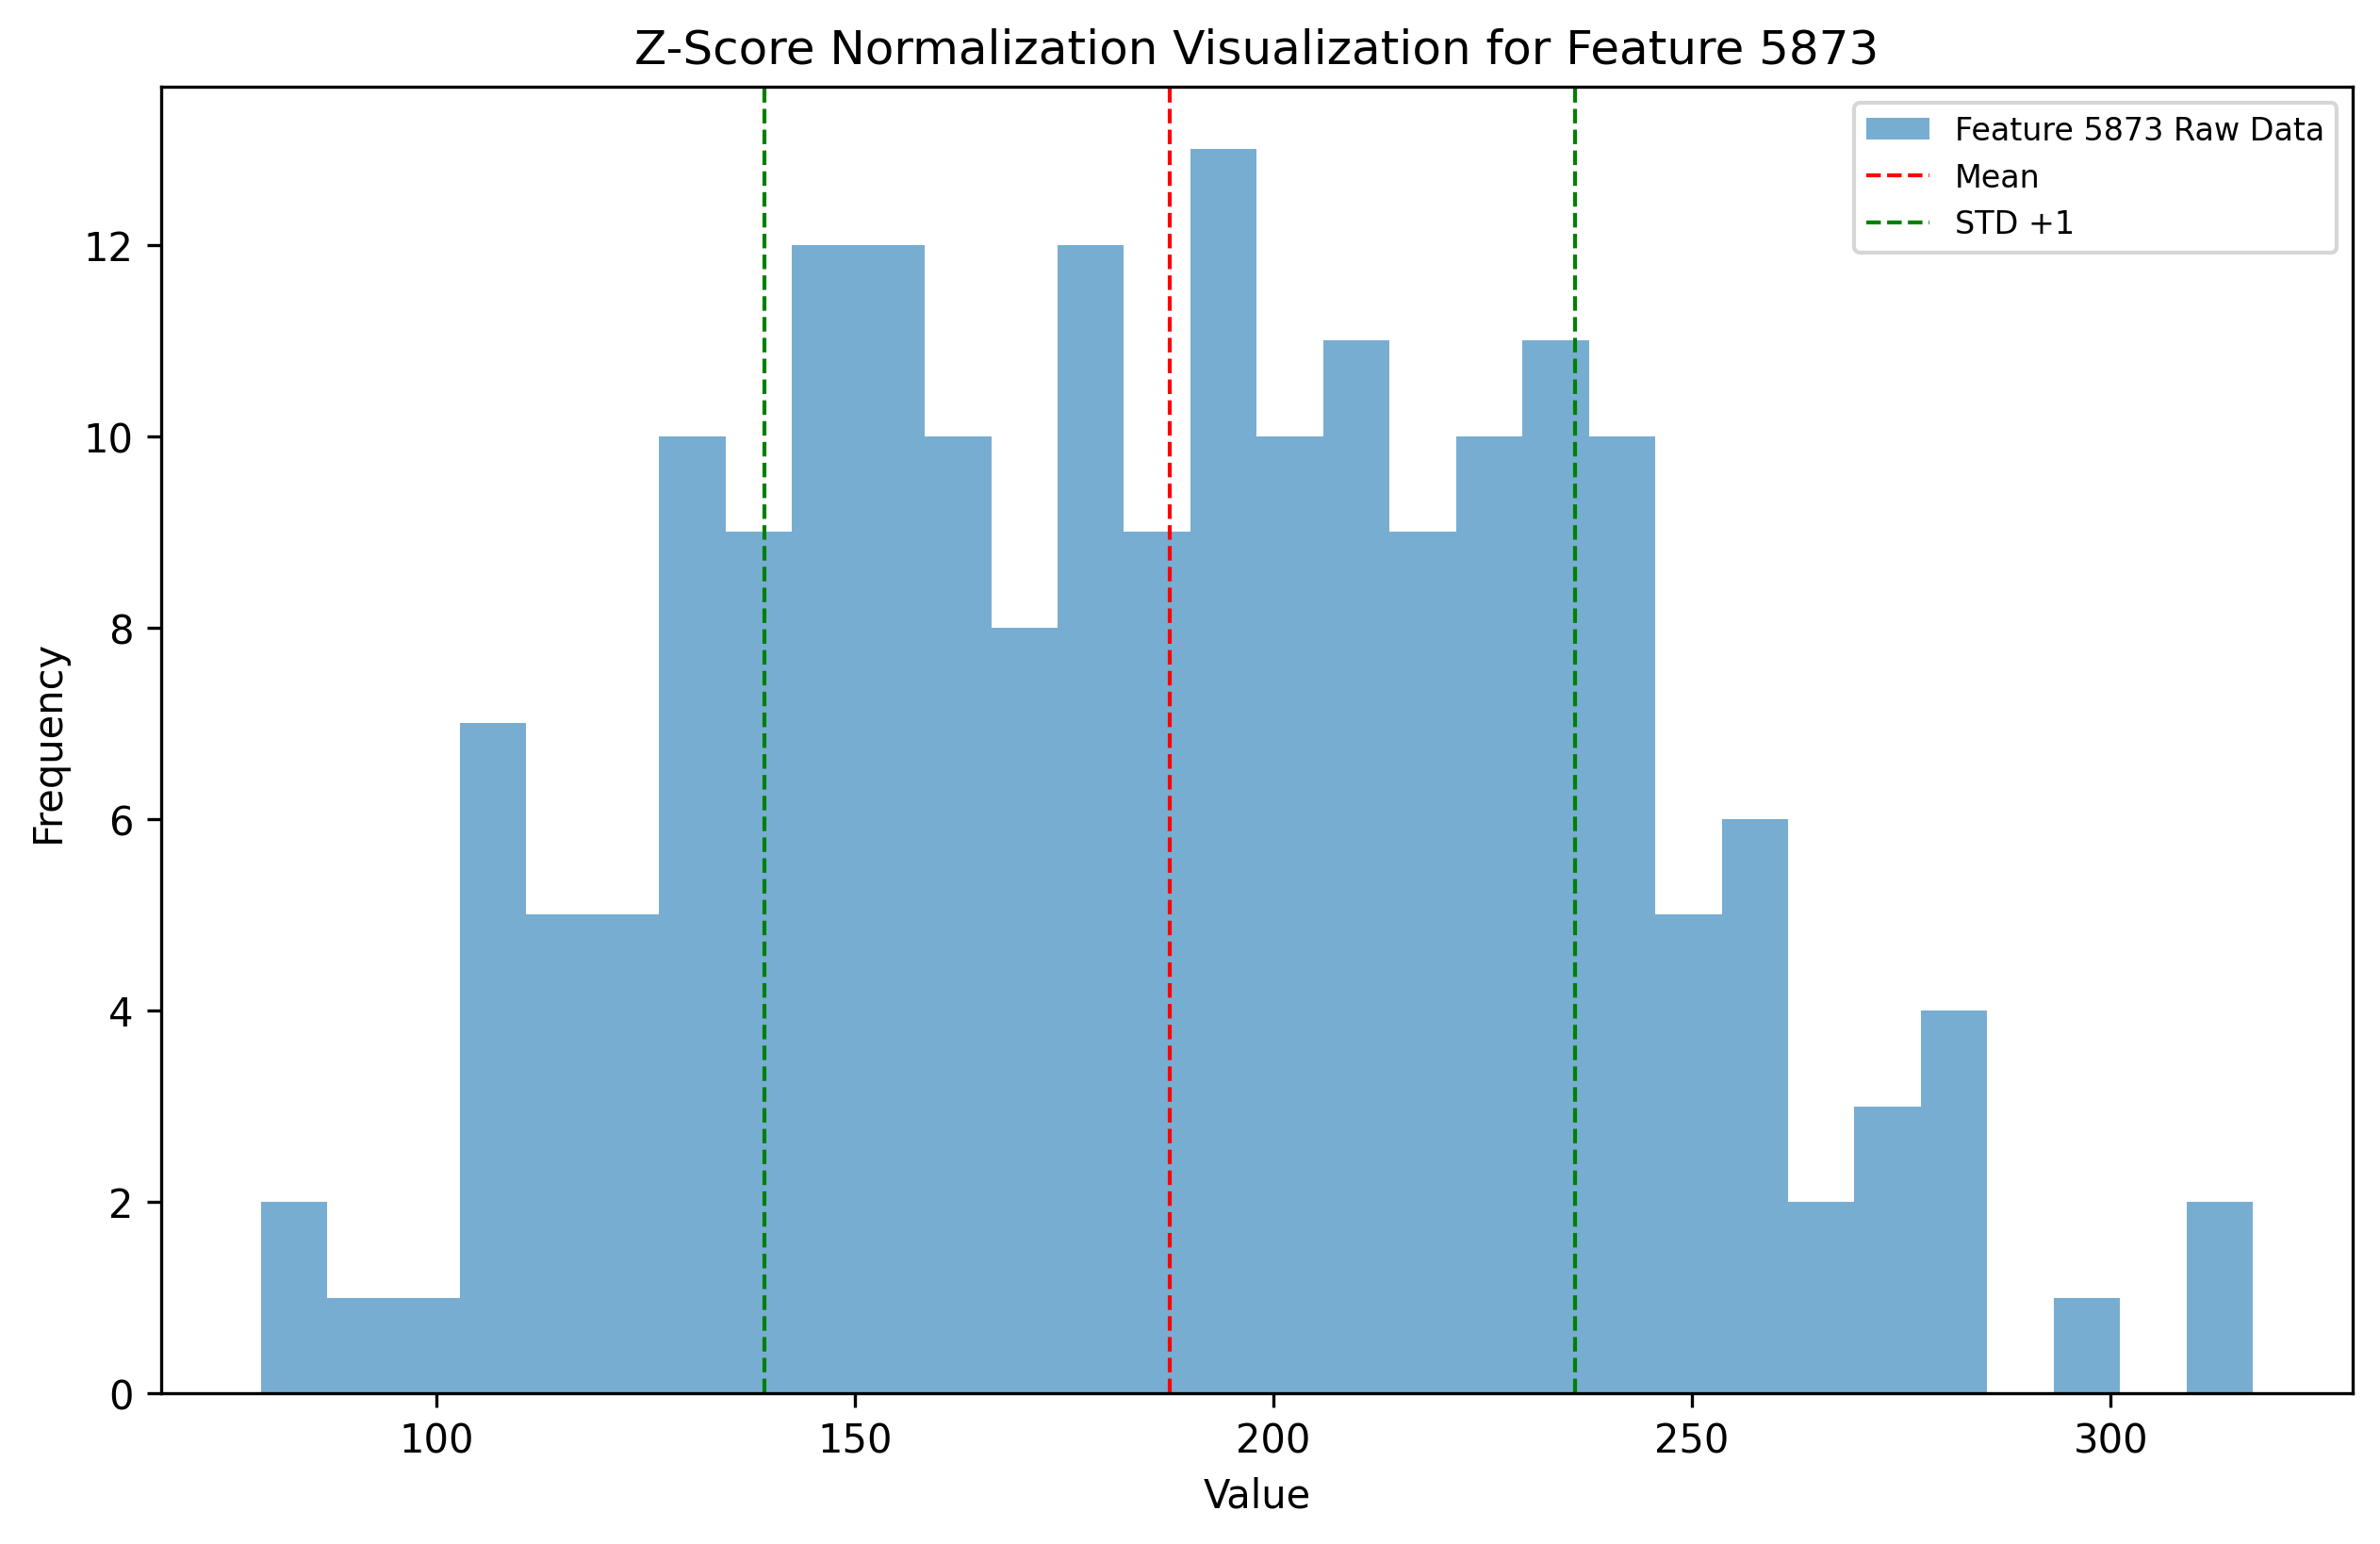 Z-Score Normalization Visualization for Feature 5873
Feature 5873 Raw Data
Mean
STD +1
Frequency
12
10
8
6
4
2
0
100
150
200
250
300
Value